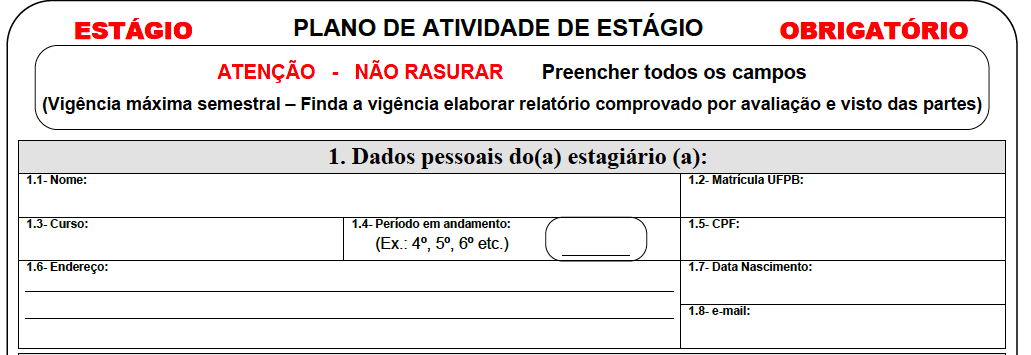 ESTÁGIO PLANO DE ATIVIDADE DE ESTÁGIO OBRIGATÓRIO
ATENÇÃO - NÃO RASURAR Preencher todos os campos
(Vigência máxima semestral – Finda a vigência elaborar relatório comprovado por avaliação e visto das partes)
1. Dados pessoais do(a) estagiário (a):
1.1- Nome: 1.2- Matrícula UFPB:
1.3- Curso: 1.4- Período em andamento: 1.5- CPF:
(Ex.: 4º, 5º, 6º etc.)
1.6- Endereço: 1.7- Data Nascimento:
1.8- e-mail: